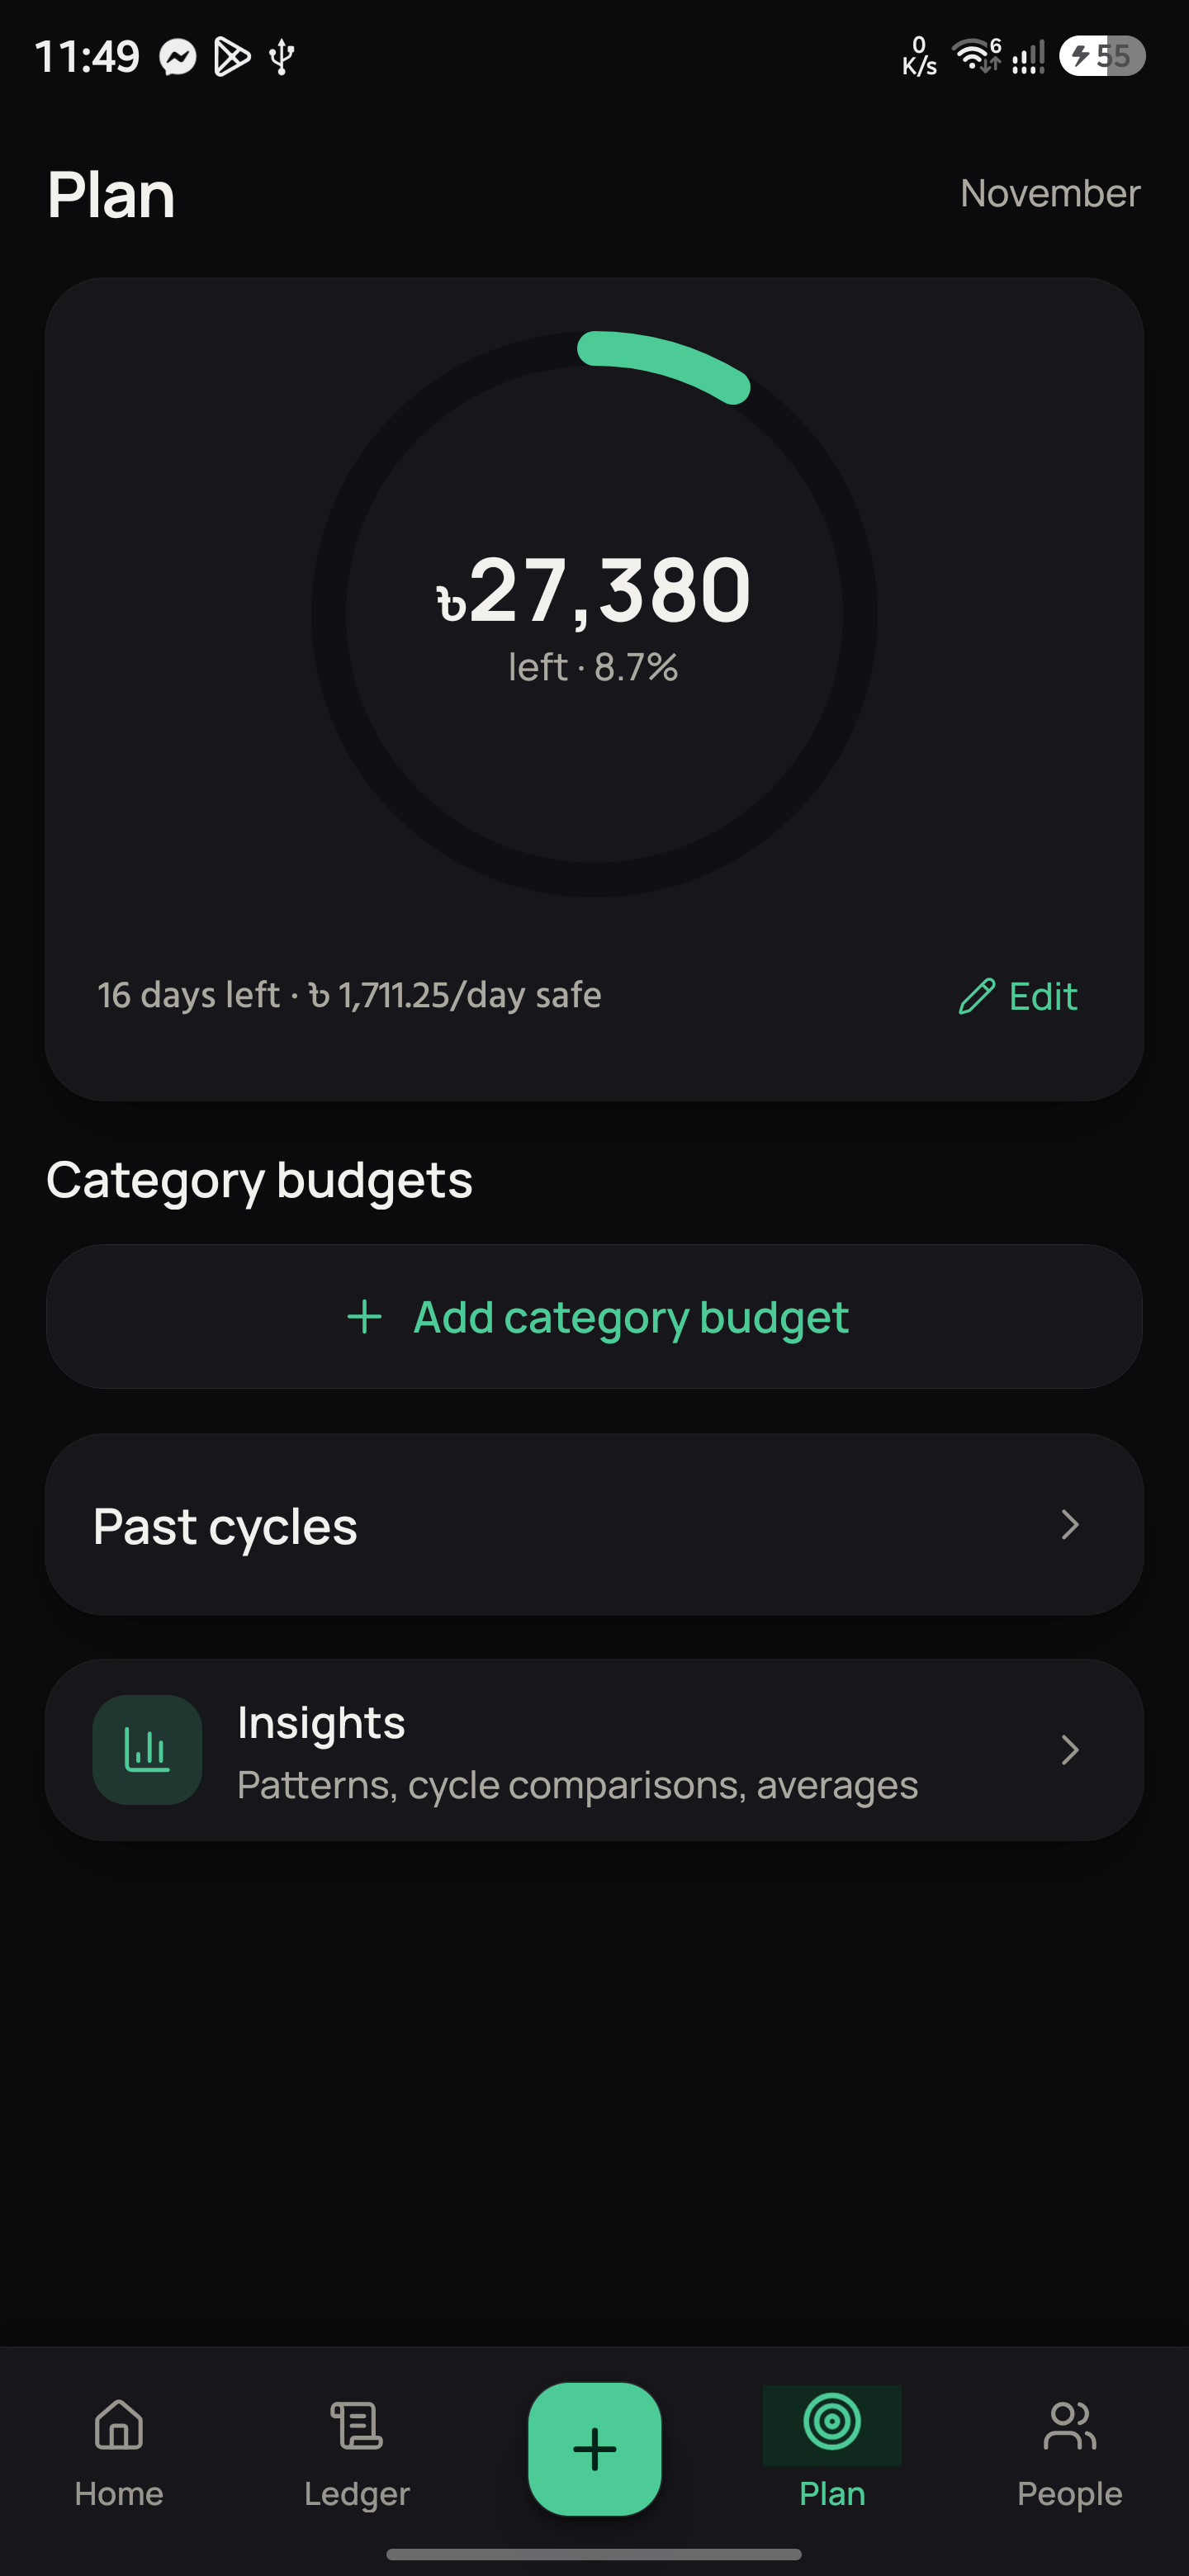 11:49
0
K/s
6
55
Plan
November
৳27,380
left · 8.7%
16 days left · ৳ 1,711.25/day safe
Edit
Category budgets
+ Add category budget
Past cycles
Insights
Patterns, cycle comparisons, averages
Home
Ledger
Plan
People